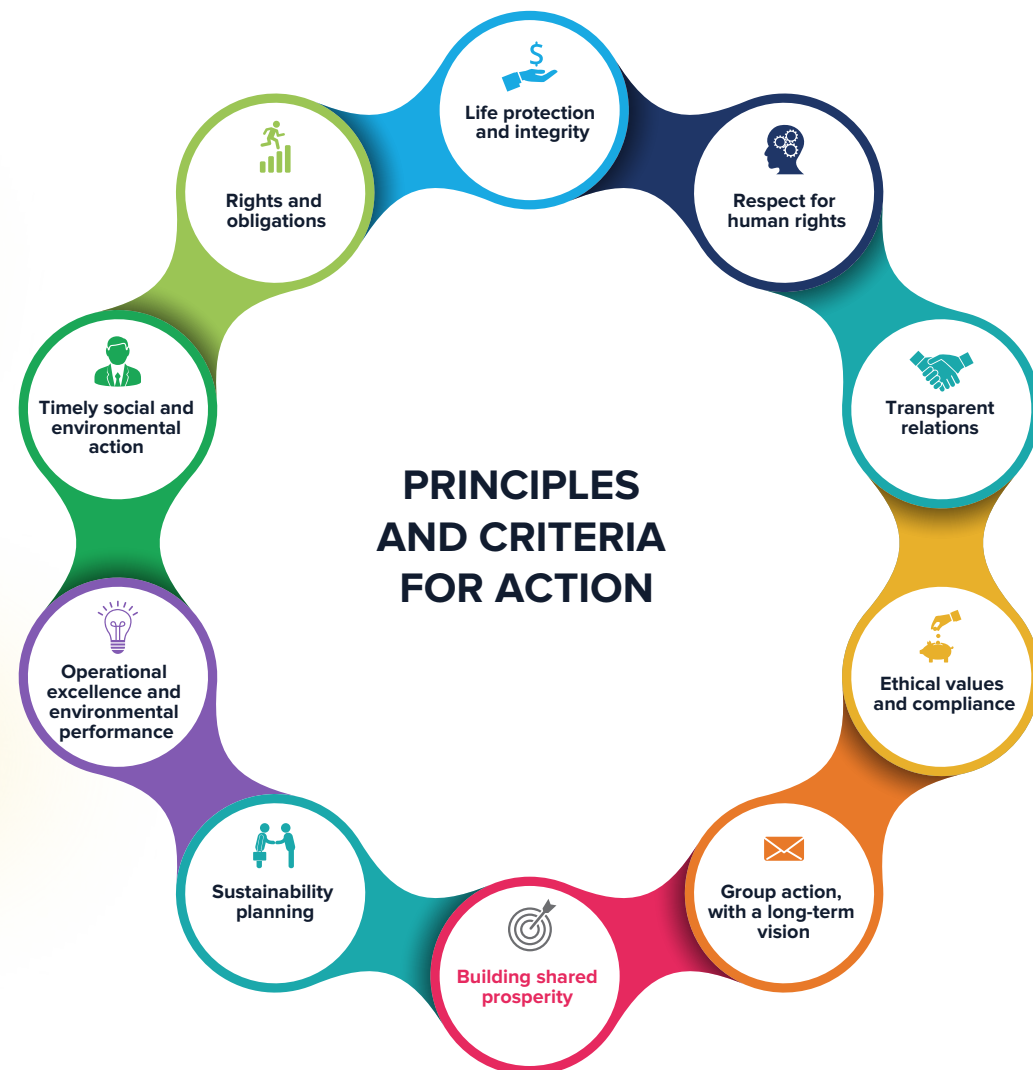 $
Life protection
and integrity
Respect for
human rights
Transparent
relations
Ethical values
and compliance
Group action,
with a long-term
vision
Building shared
prosperity
Sustainability
planning
Operational
excellence and
environmental
performance
Timely social and
environmental
action
Rights and
obligations
PRINCIPLES
AND CRITERIA
FOR ACTION